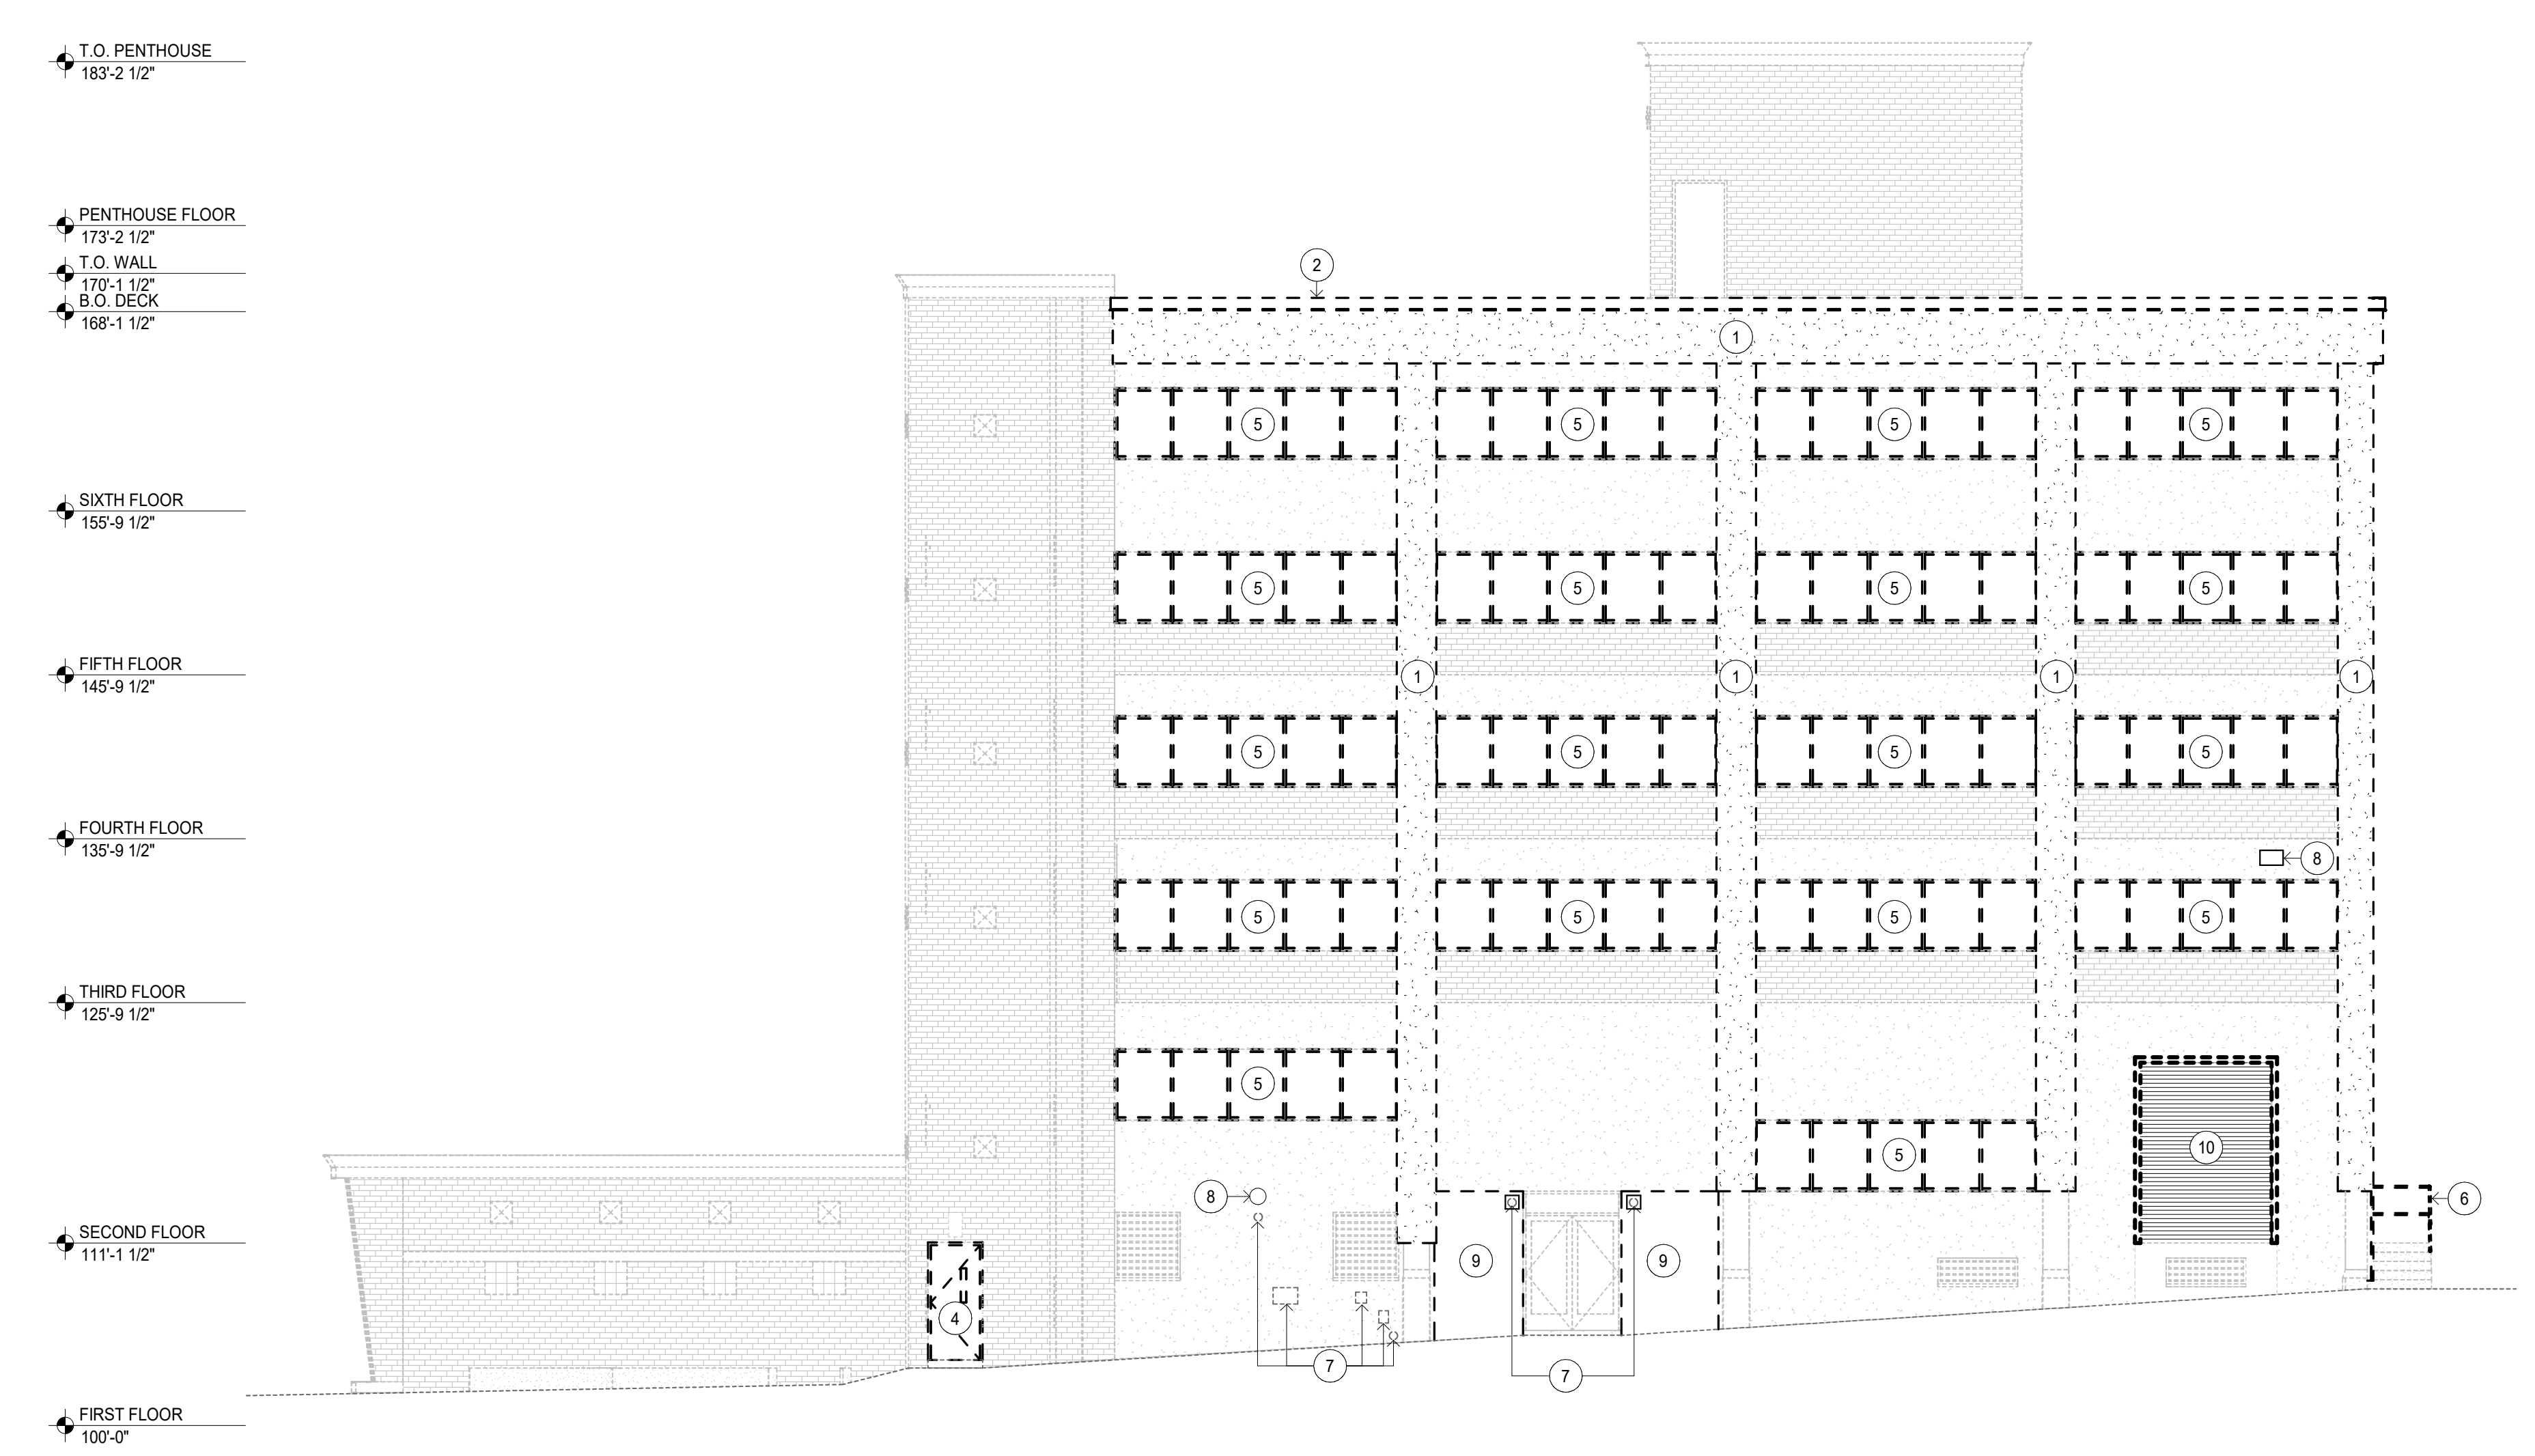 T.O. PENTHOUSE
183'-2 1/2"
PENTHOUSE FLOOR
173'-2 1/2"
2
T.O. WALL
170'-1 1/2"
B.O. DECK
168'-1 1/2"
1
5 5 5 5
SIXTH FLOOR
155'-9 1/2"
5 5 5 5
FIFTH FLOOR
145'-9 1/2"
1 1 1 1
5 5 5 5
FOURTH FLOOR
135'-9 1/2"
8
5 5 5 5
THIRD FLOOR
125'-9 1/2"
5
10
5
8
6
SECOND FLOOR
111'-1 1/2"
9 9
4
7
7
FIRST FLOOR
100'-0"